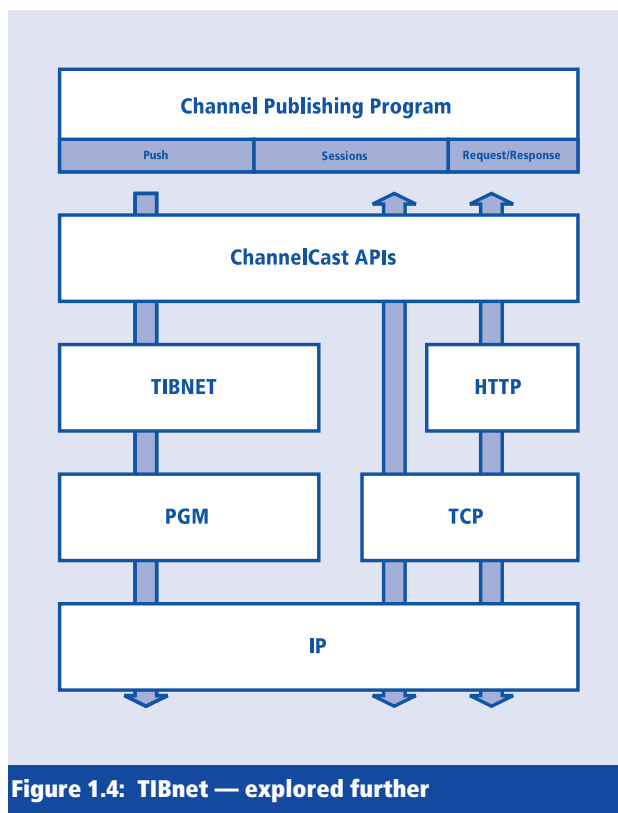 Channel Publishing Program
Push Sessions Request/Response
ChannelCast APIs
TIBNET HTTP
PGM TCP
IP
Figure 1.4: TIBnet — explored further